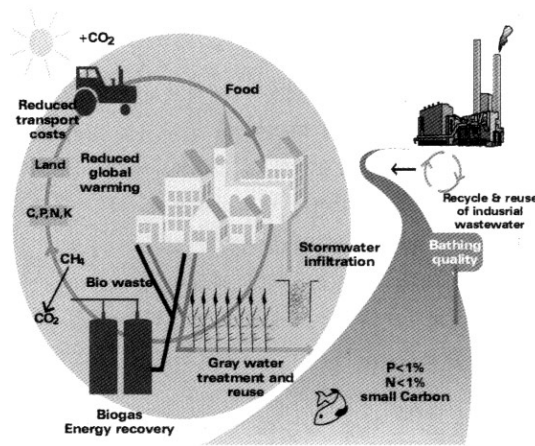 +CO₂
Food
Reduced
transport
costs
Land
Reduced
global
warming
C,P,N,K
CH₄
CO₂
Bio waste
Stormwater
infiltration
Gray water
treatment and
reuse
Biogas
Energy recovery
Recycle & reuse
of indusrial
wastewater
Bathing
quality
P<1%
N<1%
small Carbon